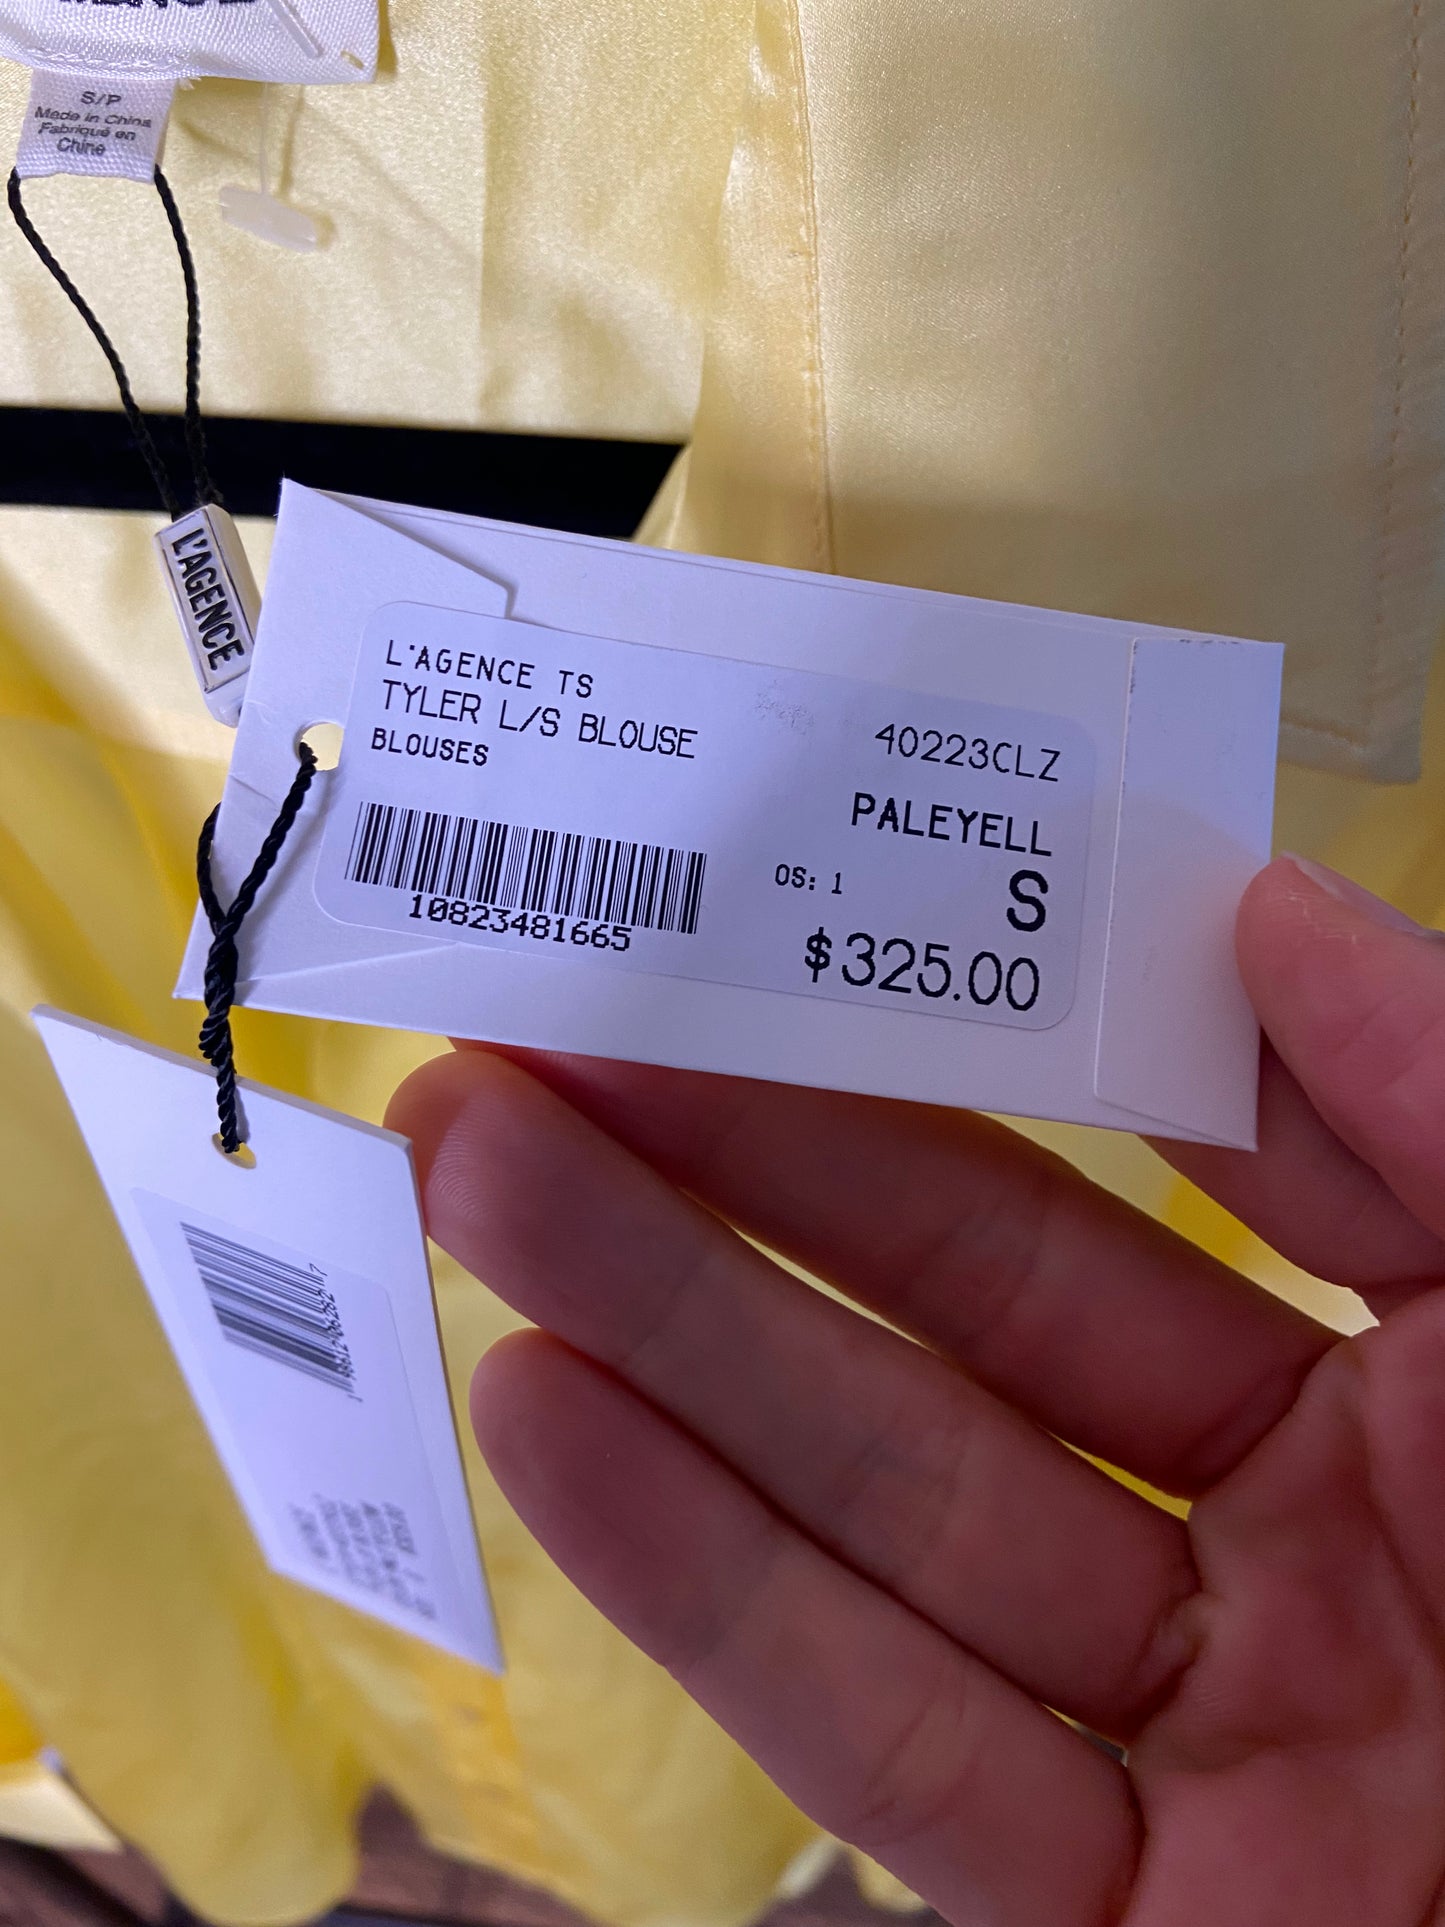 S/P
Made in China
Fabriqué en
Chine
L'AGENCE
L'AGENCE TS
TYLER L/S BLOUSE
BLOUSES
40223CLZ
PALEYELL
OS: 1
S
$325.00
10823481665